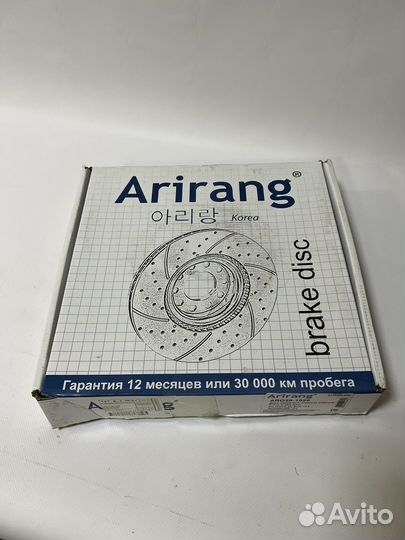 Arirang®
아리랑 Korea
brake disc
Гарантия 12 месяцев или 30 000 км пробега
Arirang
Avito